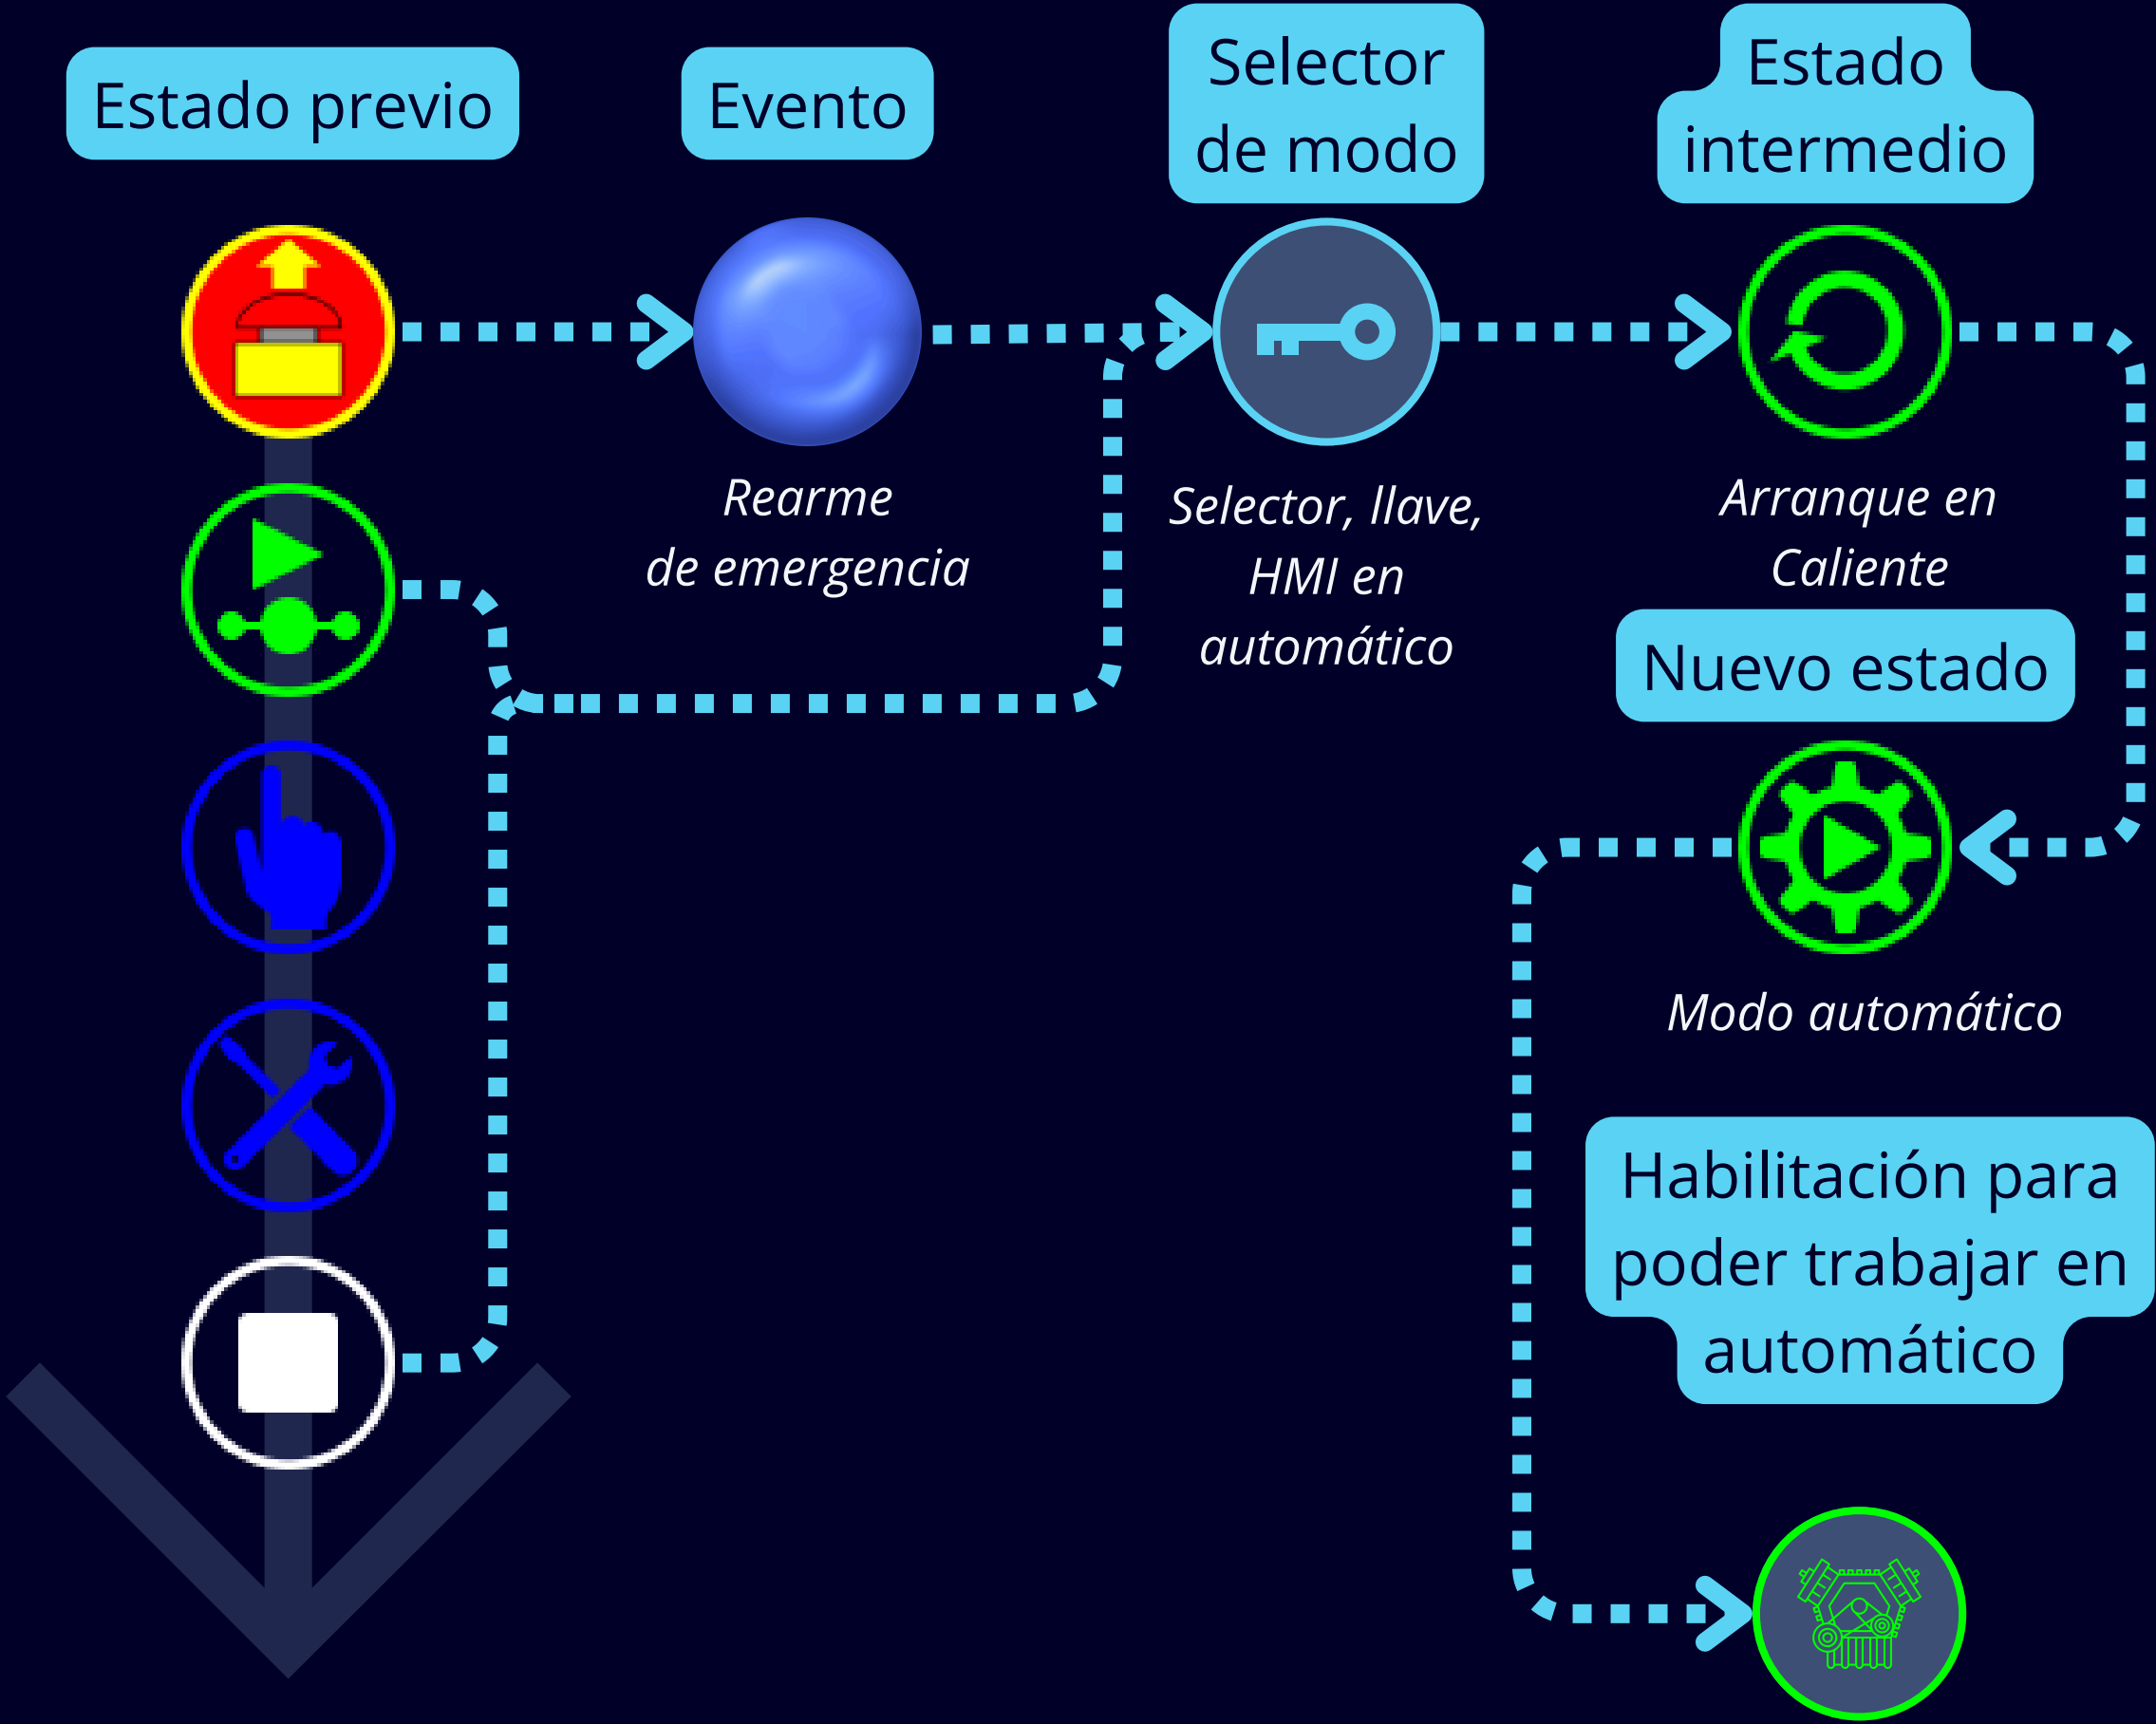 Estado previo
Evento
Selector
de modo
Estado
intermedio
Rearme
de emergencia
Selector, llave,
HMI en
automático
Arranque en
Caliente
Nuevo estado
Modo automático
Habilitación para
poder trabajar en
automático